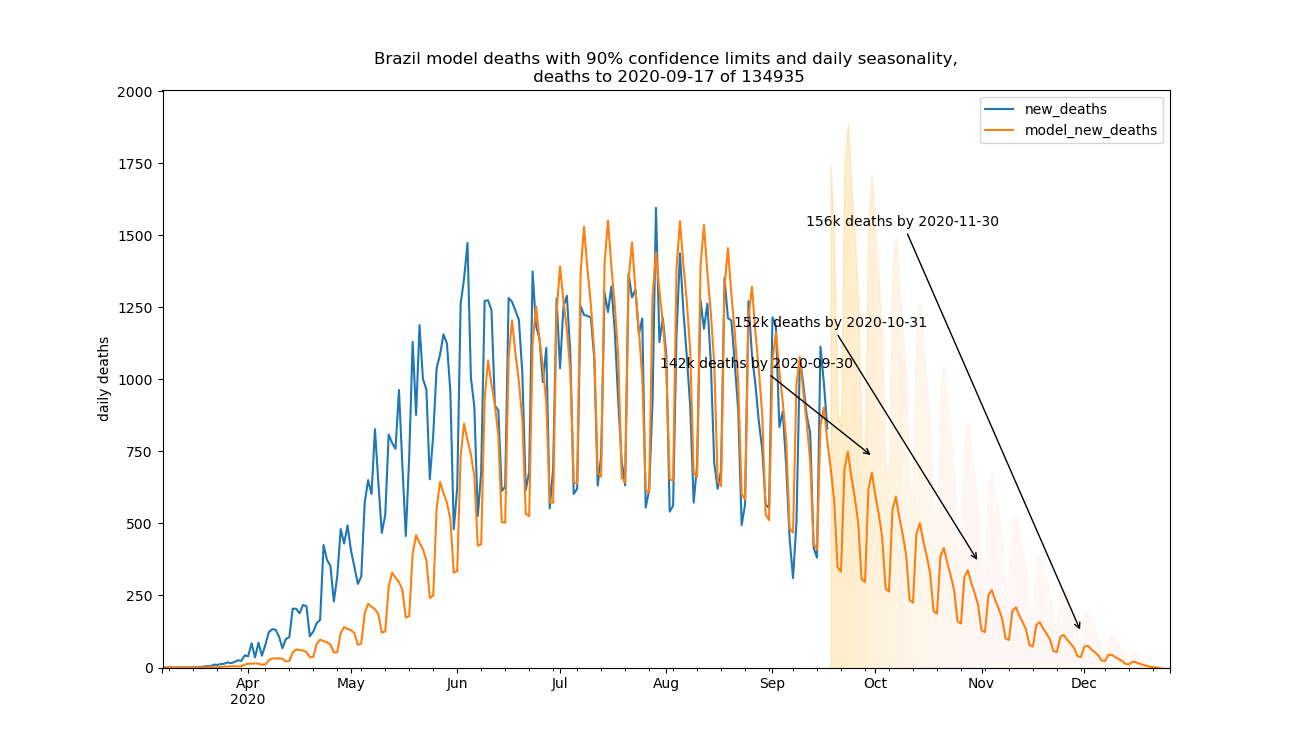 Brazil model deaths with 90% confidence limits and daily seasonality,
deaths to 2020-09-17 of 134935
new_deaths
model_new_deaths
156k deaths by 2020-11-30
152k deaths by 2020-10-31
142k deaths by 2020-09-30
daily deaths
2000
1750
1500
1250
1000
750
500
250
0
Apr
2020
May
Jun
Jul
Aug
Sep
Oct
Nov
Dec